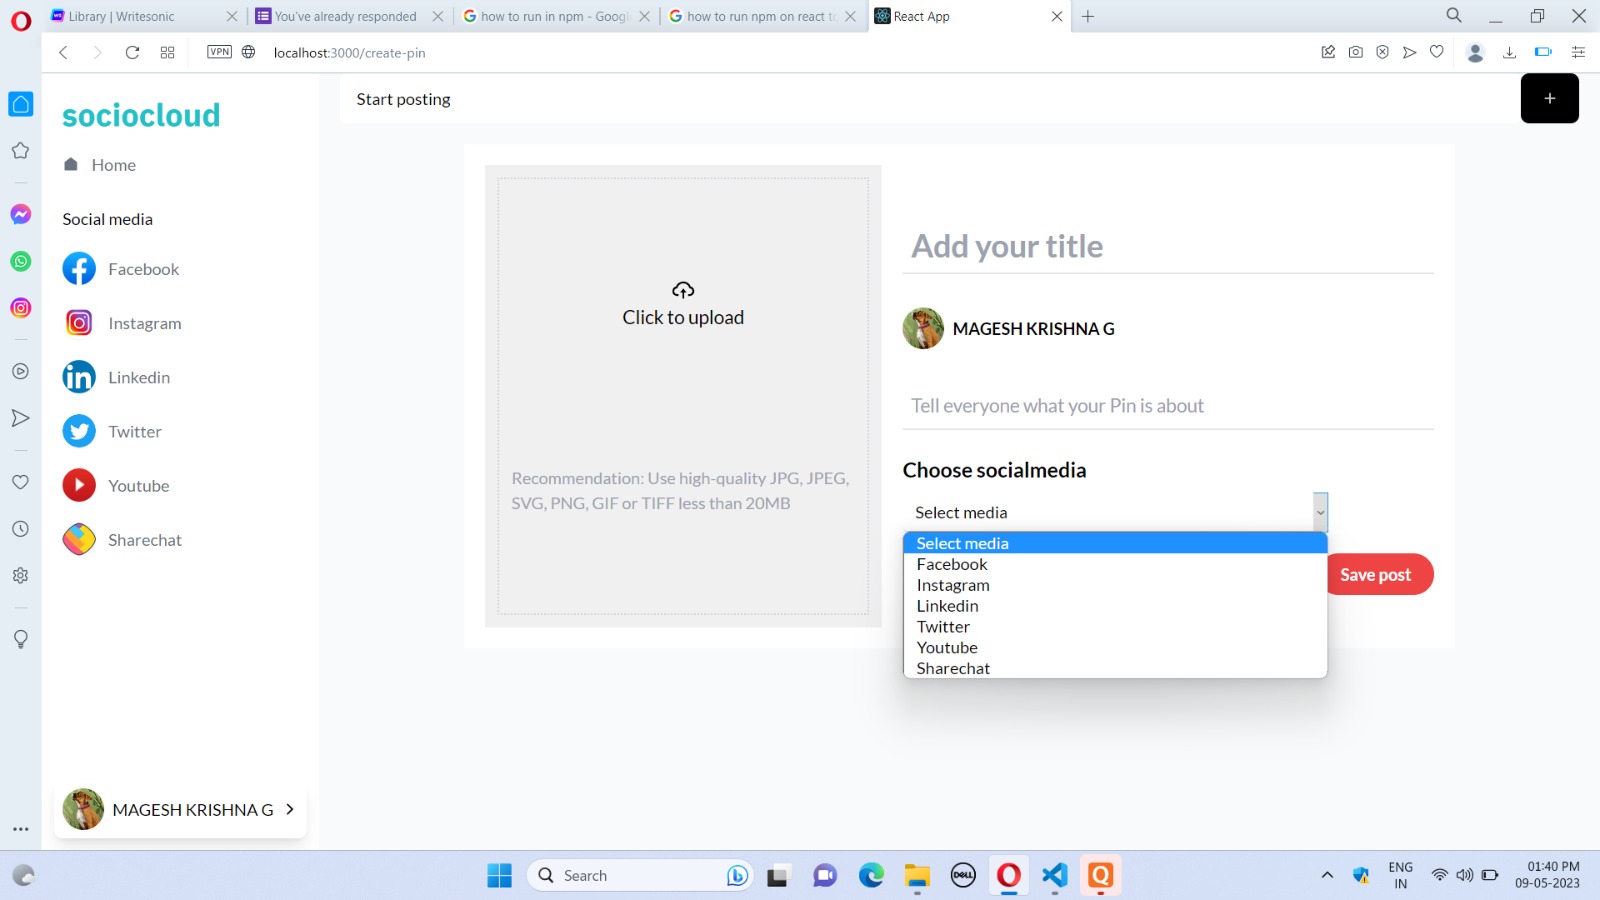 Library | Writesonic
You've already responded
how to run in npm - Googl
how to run npm on react to
React App
VPN
localhost:3000/create-pin
sociocloud
Home
Social media
Facebook
Instagram
Linkedin
Twitter
Youtube
Sharechat
MAGESH KRISHNA G
Start posting
+
Click to upload
Recommendation: Use high-quality JPG, JPEG,
SVG, PNG, GIF or TIFF less than 20MB
Add your title
MAGESH KRISHNA G
Tell everyone what your Pin is about
Choose socialmedia
Select media
Select media
Facebook
Instagram
Linkedin
Twitter
Youtube
Sharechat
Save post
Search
DELL
ENG
IN
01:40 PM
09-05-2023